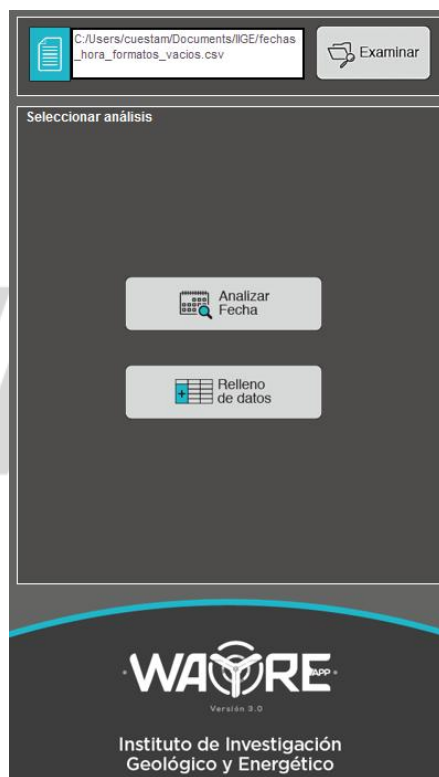 C:/Users/cuestam/Documents/IIGE/fechas
_hora_formatos_vacios.csv
Examinar
Seleccionar análisis
Analizar
Fecha
Relleno
de datos
WAYRE APP
Versión 3.0
Instituto de Investigación
Geológico y Energético